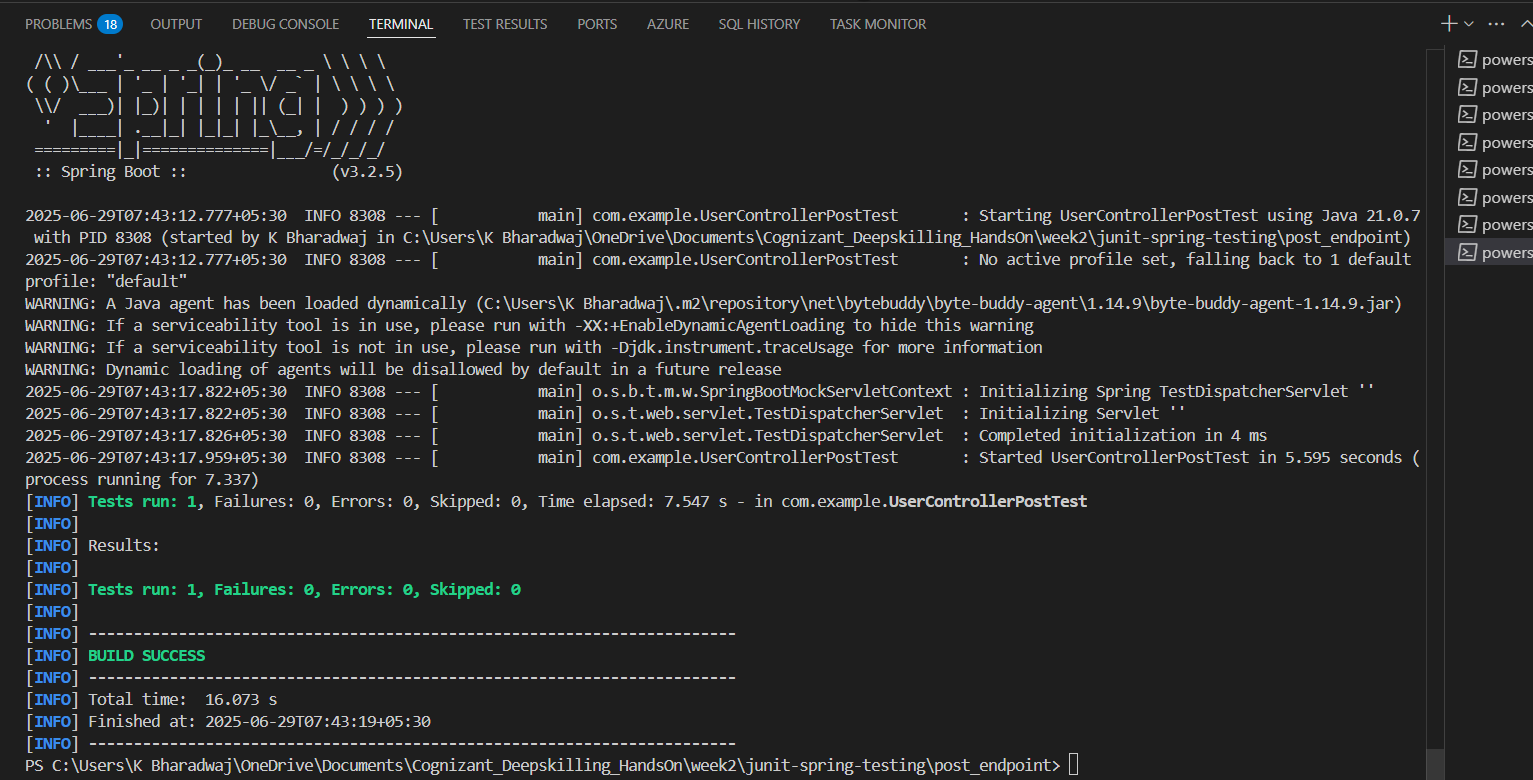 PROBLEMS 18 OUTPUT DEBUG CONSOLE TERMINAL TEST RESULTS PORTS AZURE SQL HISTORY TASK MONITOR
 /\\ / ___'_ __ _ _(_)_ __  __ _ \ \ \ \
( ( )\___ | '_ | '_| | '_ \/ _` | \ \ \ \
 \\/  ___)| |_)| | | | | || (_| |  ) ) ) )
  '  |____| .__|_| |_|_| |_\__, | / / / /
 =========|_|==============|___/=/_/_/_/
 :: Spring Boot ::                (v3.2.5)
2025-06-29T07:43:12.777+05:30  INFO 8308 --- [           main] com.example.UserControllerPostTest       : Starting UserControllerPostTest using Java 21.0.7
 with PID 8308 (started by K Bharadwaj in C:\Users\K Bharadwaj\OneDrive\Documents\Cognizant_Deepskilling_HandsOn\week2\junit-spring-testing\post_endpoint)
2025-06-29T07:43:12.777+05:30  INFO 8308 --- [           main] com.example.UserControllerPostTest       : No active profile set, falling back to 1 default
profile: "default"
WARNING: A Java agent has been loaded dynamically (C:\Users\K Bharadwaj\.m2\repository\net\bytebuddy\byte-buddy-agent\1.14.9\byte-buddy-agent-1.14.9.jar)
WARNING: If a serviceability tool is in use, please run with -XX:+EnableDynamicAgentLoading to hide this warning
WARNING: If a serviceability tool is not in use, please run with -Djdk.instrument.traceUsage for more information
WARNING: Dynamic loading of agents will be disallowed by default in a future release
2025-06-29T07:43:17.822+05:30  INFO 8308 --- [           main] o.s.b.t.m.w.SpringBootMockServletContext : Initializing Spring TestDispatcherServlet ''
2025-06-29T07:43:17.822+05:30  INFO 8308 --- [           main] o.s.t.web.servlet.TestDispatcherServlet  : Initializing Servlet ''
2025-06-29T07:43:17.826+05:30  INFO 8308 --- [           main] o.s.t.web.servlet.TestDispatcherServlet  : Completed initialization in 4 ms
2025-06-29T07:43:17.959+05:30  INFO 8308 --- [           main] com.example.UserControllerPostTest       : Started UserControllerPostTest in 5.595 seconds (
process running for 7.337)
[INFO] Tests run: 1, Failures: 0, Errors: 0, Skipped: 0, Time elapsed: 7.547 s - in com.example.UserControllerPostTest
[INFO]
[INFO] Results:
[INFO]
[INFO] Tests run: 1, Failures: 0, Errors: 0, Skipped: 0
[INFO]
[INFO] ------------------------------------------------------------------------
[INFO] BUILD SUCCESS
[INFO] ------------------------------------------------------------------------
[INFO] Total time:  16.073 s
[INFO] Finished at: 2025-06-29T07:43:19+05:30
[INFO] ------------------------------------------------------------------------
PS C:\Users\K Bharadwaj\OneDrive\Documents\Cognizant_Deepskilling_HandsOn\week2\junit-spring-testing\post_endpoint>
powers
powers
powers
powers
powers
powers
powers
powers